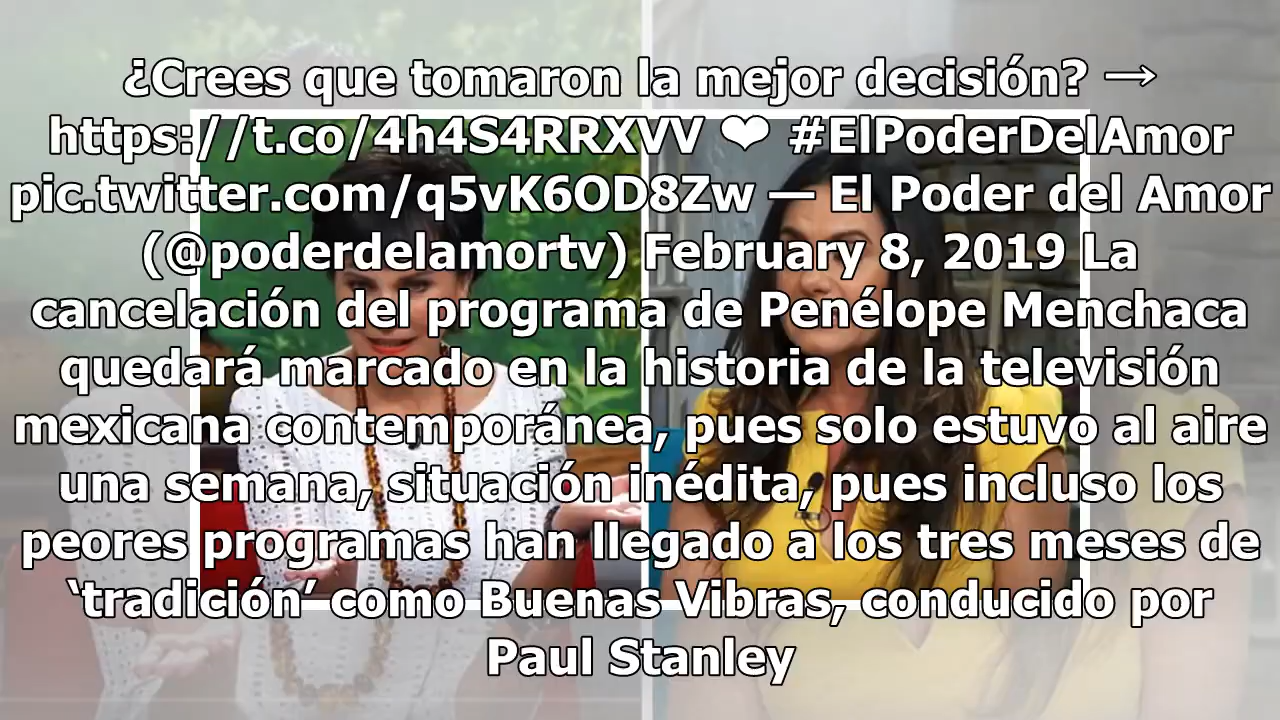 ¿Crees que tomaron la mejor decisión? →
https://t.co/4h4S4RRXVV ❤ #ElPoderDelAmor
pic.twitter.com/q5vK6OD8Zw — El Poder del Amor
(@poderdelamortv) February 8, 2019 La
cancelación del programa de Penélope Menchaca
quedará marcado en la historia de la televisión
mexicana contemporánea, pues solo estuvo al aire
una semana, situación inédita, pues incluso los
peores programas han llegado a los tres meses de
‘tradición’ como Buenas Vibras, conducido por
Paul Stanley